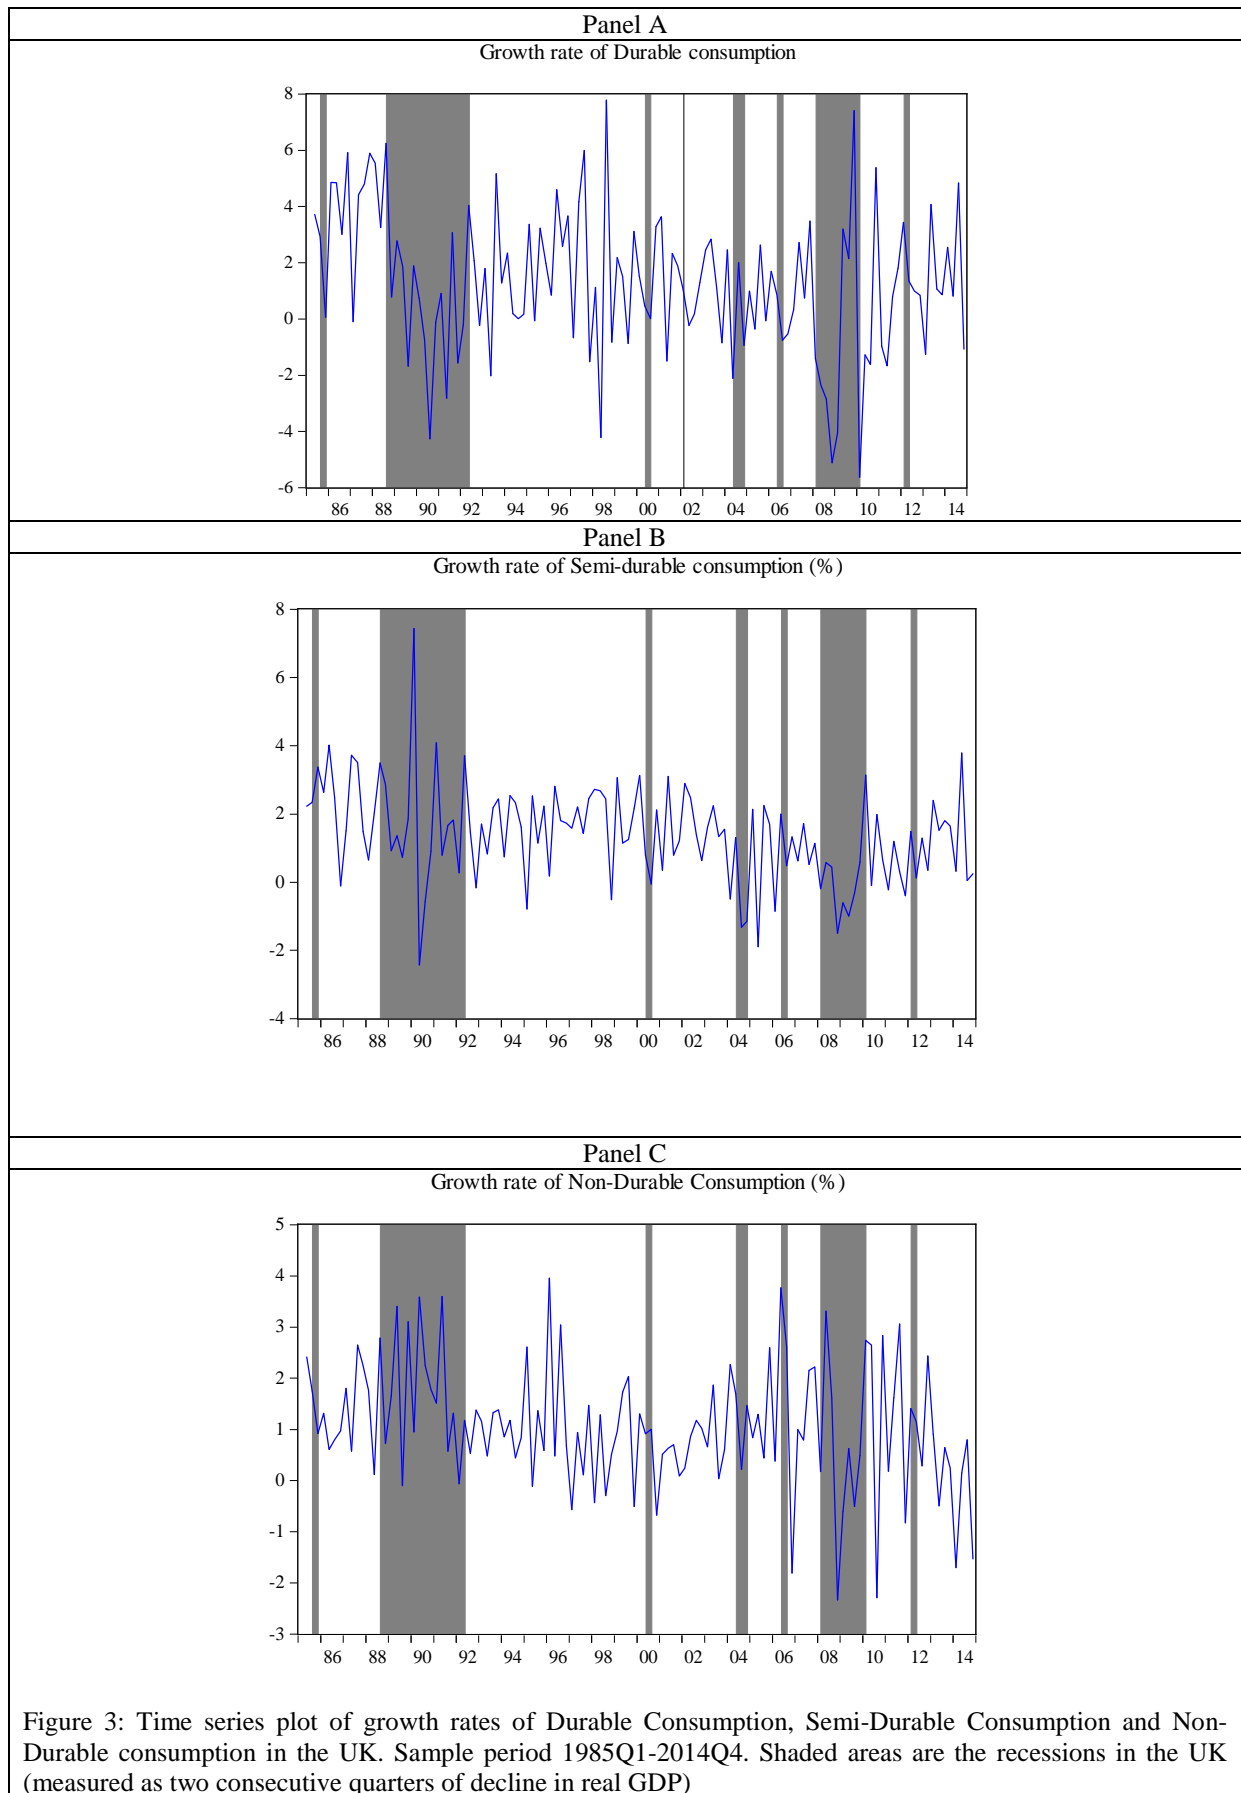 Panel A
Growth rate of Durable consumption
8
6
4
2
0
-2
-4
-6
86 88 90 92 94 96 98 00 02 04 06 08 10 12 14
Panel B
Growth rate of Semi-durable consumption (%)
8
6
4
2
0
-2
-4
86 88 90 92 94 96 98 00 02 04 06 08 10 12 14
Panel C
Growth rate of Non-Durable Consumption (%)
5
4
3
2
1
0
-1
-2
-3
86 88 90 92 94 96 98 00 02 04 06 08 10 12 14
Figure 3: Time series plot of growth rates of Durable Consumption, Semi-Durable Consumption and Non-
Durable consumption in the UK. Sample period 1985Q1-2014Q4. Shaded areas are the recessions in the UK
(measured as two consecutive quarters of decline in real GDP)